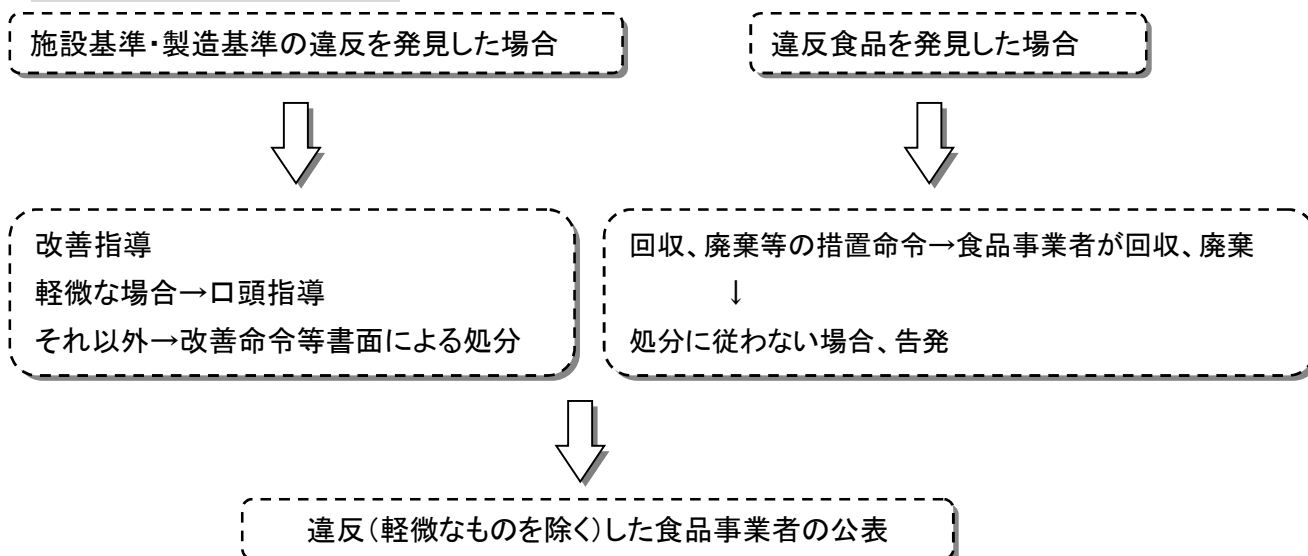 施設基準・製造基準の違反を発見した場合
違反食品を発見した場合
改善指導
軽微な場合→口頭指導
それ以外→改善命令等書面による処分
回収、廃棄等の措置命令→食品事業者が回収、廃棄
↓
処分に従わない場合、告発
違反（軽微なものを除く）した食品事業者の公表